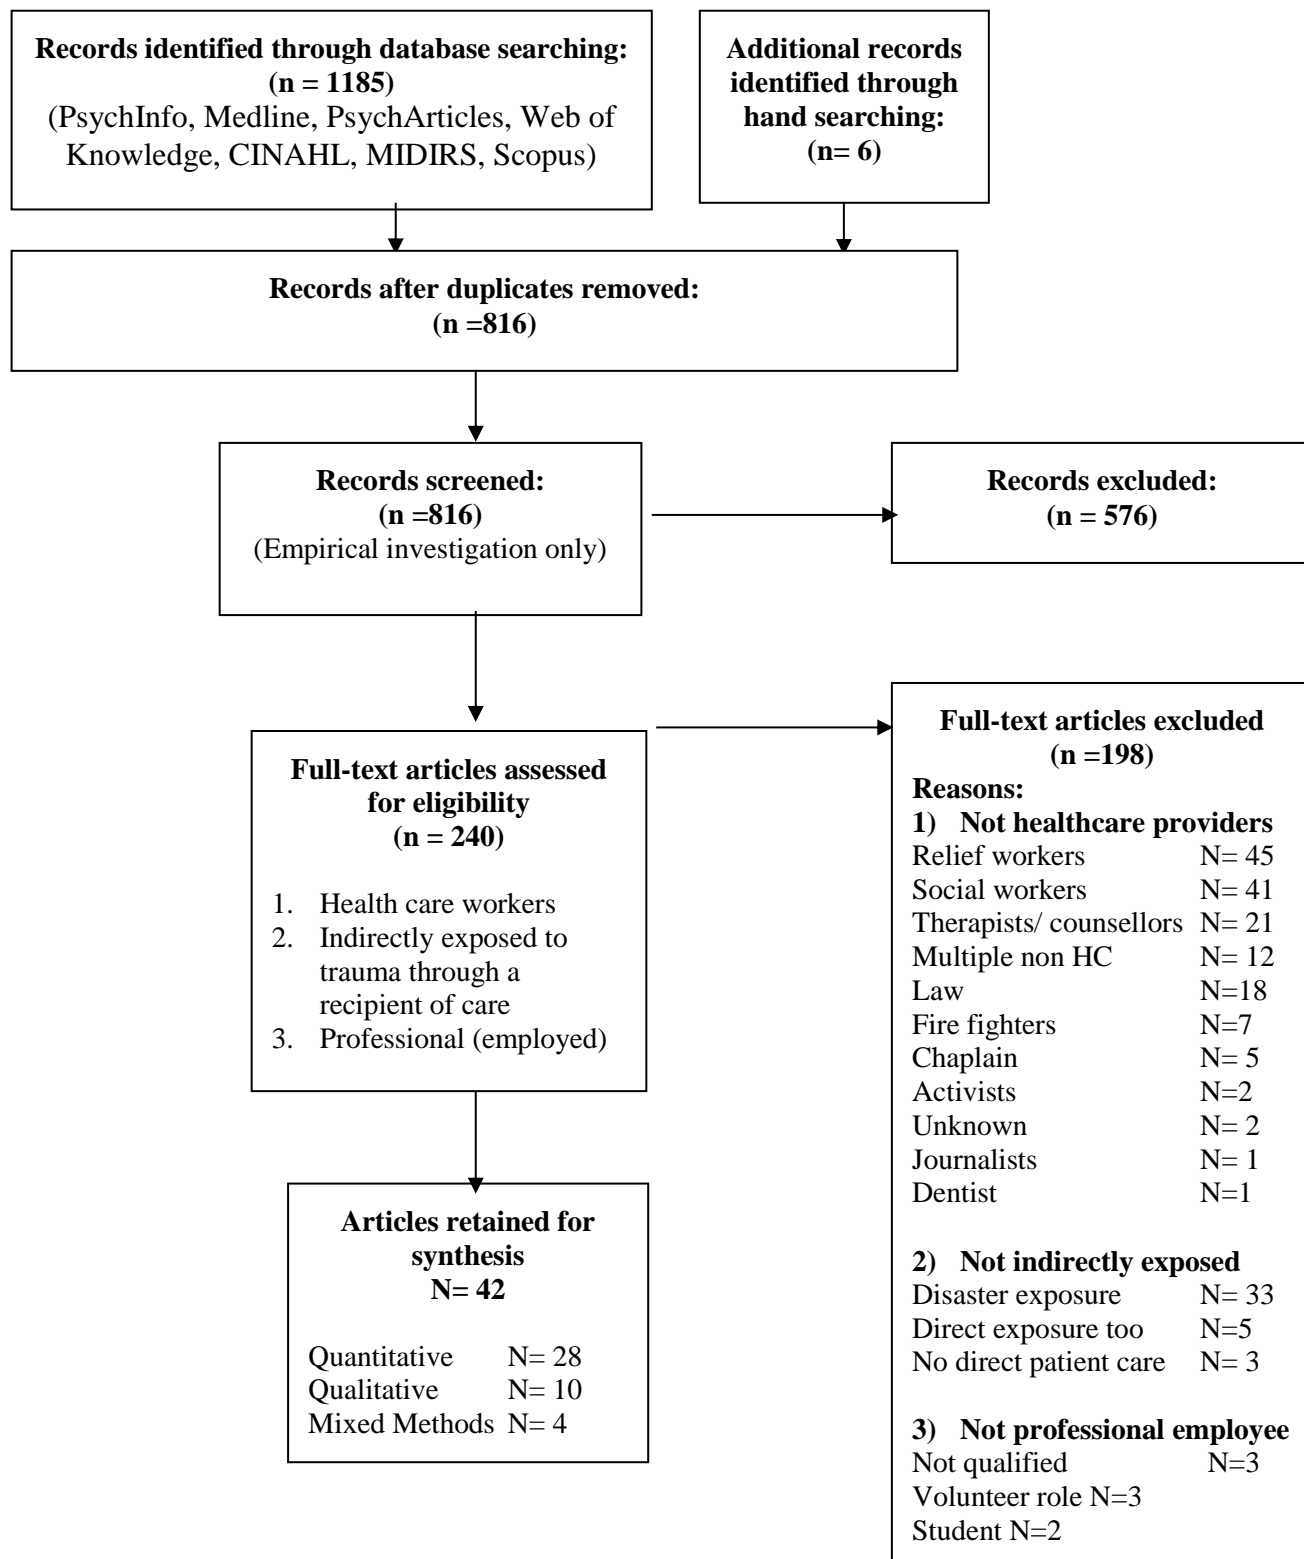 Records identified through database searching:
(n = 1185)
(PsychInfo, Medline, PsychArticles, Web of
Knowledge, CINAHL, MIDIRS, Scopus)
Additional records
identified through
hand searching:
(n= 6)
Records after duplicates removed:
(n =816)
Records screened:
(n =816)
(Empirical investigation only)
Records excluded:
(n = 576)
Full-text articles assessed
for eligibility
(n = 240)
1. Health care workers
2. Indirectly exposed to
trauma through a
recipient of care
3. Professional (employed)
Full-text articles excluded
(n =198)
Reasons:
1) Not healthcare providers
Relief workers N= 45
Social workers N= 41
Therapists/ counsellors N= 21
Multiple non HC N= 12
Law N=18
Fire fighters N=7
Chaplain N= 5
Activists N=2
Unknown N= 2
Journalists N= 1
Dentist N=1
2) Not indirectly exposed
Disaster exposure N= 33
Direct exposure too N=5
No direct patient care N= 3
3) Not professional employee
Not qualified N=3
Volunteer role N=3
Student N=2
Articles retained for
synthesis
N= 42
Quantitative N= 28
Qualitative N= 10
Mixed Methods N= 4